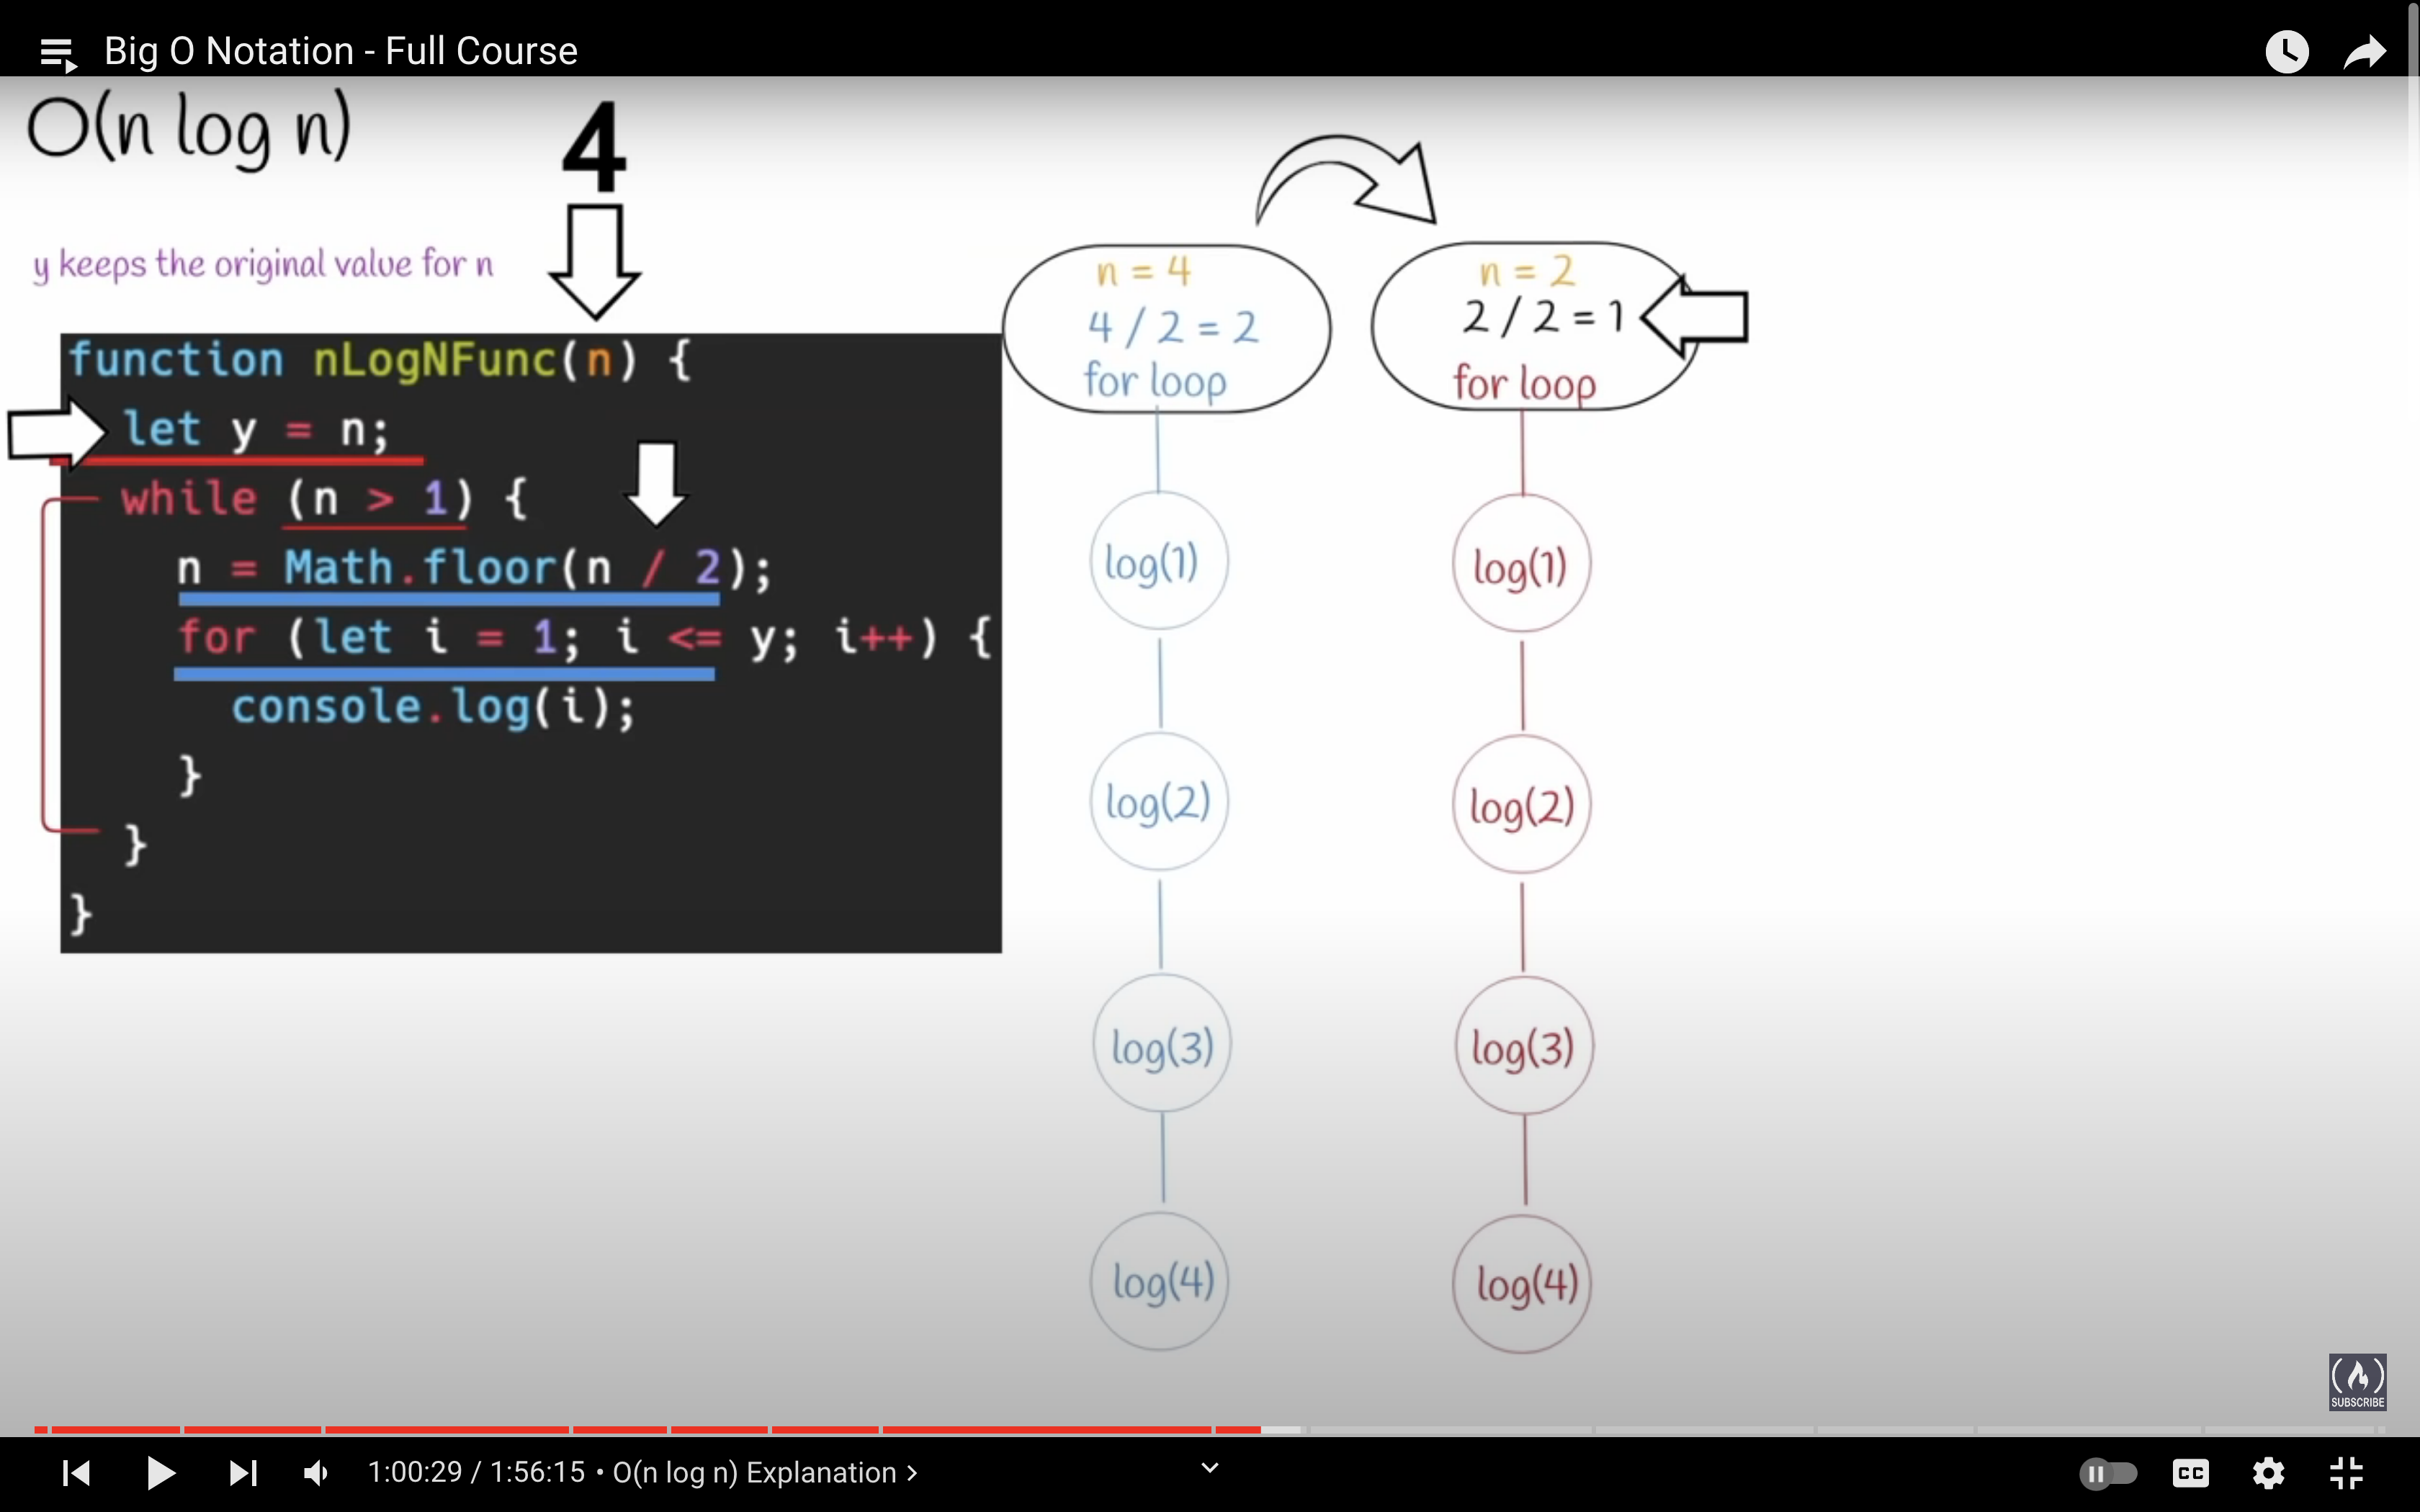 Big O Notation - Full Course
O(n log n)
4
y keeps the original value for n
function nLogNFunc(n) {
let y = n;
while (n > 1) {
n = Math.floor(n / 2);
for (let i = 1; i <= y; i++) {
console.log(i);
}
}
}
n = 4
4 / 2 = 2
for loop
log(1)
log(2)
log(3)
log(4)
n = 2
2 / 2 = 1
for loop
log(1)
log(2)
log(3)
log(4)
SUBSCRIBE
1:00:29 / 1:56:15 • O(n log n) Explanation >
CC